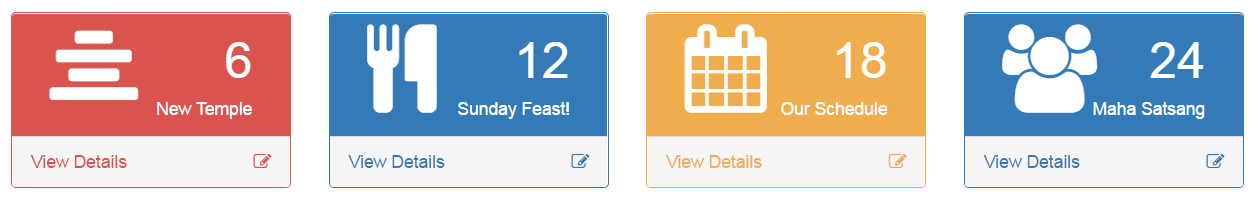 6
New Temple
View Details
12
Sunday Feast!
View Details
18
Our Schedule
View Details
24
Maha Satsang
View Details